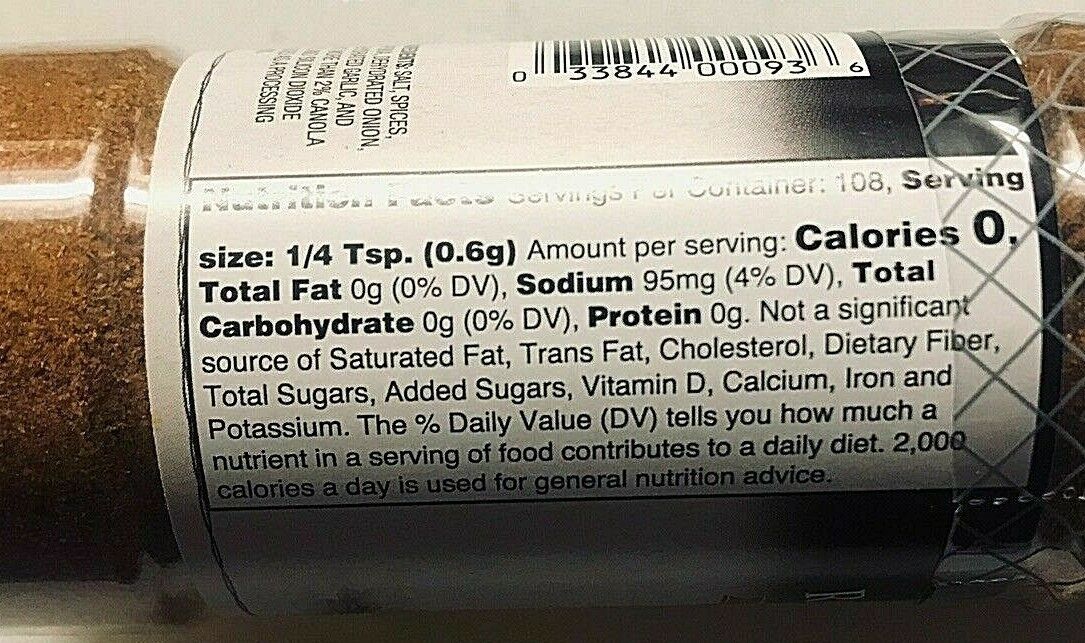 SALT, SPICES,
DEHYDRATED ONION,
GARLIC, AND
THAN 2% CANOLA
SILICON DIOXIDE
PROCESSING
0 33844 00093 6
Nutrition Facts Servings Per Container: 108, Serving
size: 1/4 Tsp. (0.6g) Amount per serving: Calories 0,
Total Fat 0g (0% DV), Sodium 95mg (4% DV), Total
Carbohydrate 0g (0% DV), Protein 0g. Not a significant
source of Saturated Fat, Trans Fat, Cholesterol, Dietary Fiber,
Total Sugars, Added Sugars, Vitamin D, Calcium, Iron and
Potassium. The % Daily Value (DV) tells you how much a
nutrient in a serving of food contributes to a daily diet. 2,000
calories a day is used for general nutrition advice.